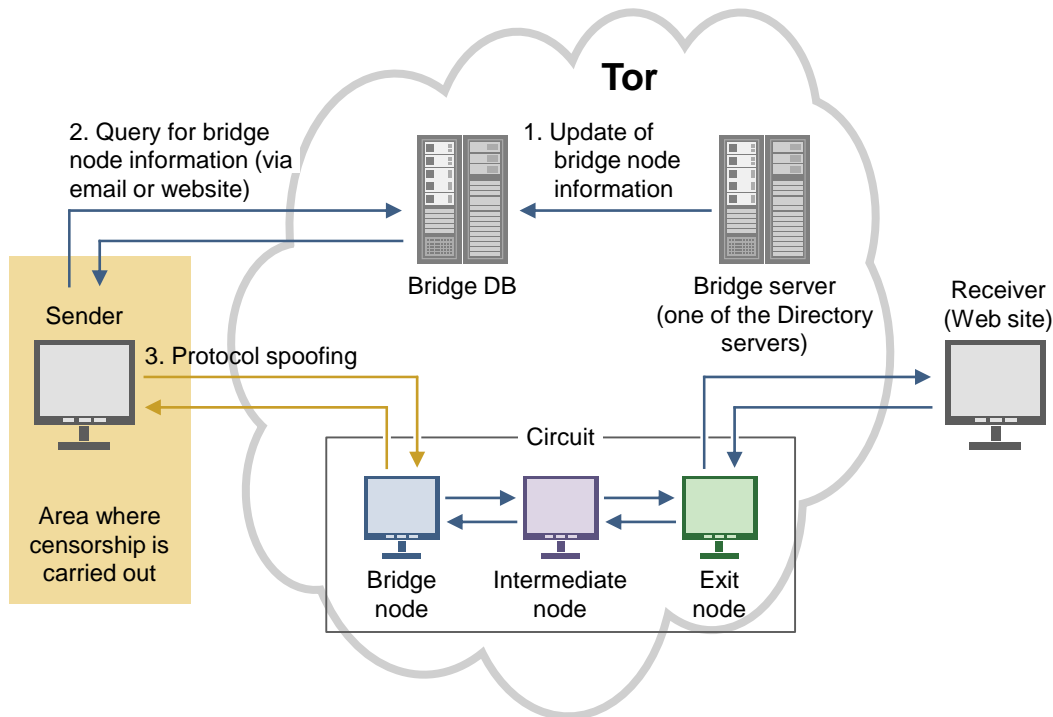 Tor
2. Query for bridge
node information (via
email or website)
1. Update of
bridge node
information
Bridge DB
Bridge server
(one of the Directory
servers)
Receiver
(Web site)
Sender
3. Protocol spoofing
Circuit
Area where
censorship is
carried out
Bridge
node
Intermediate
node
Exit
node